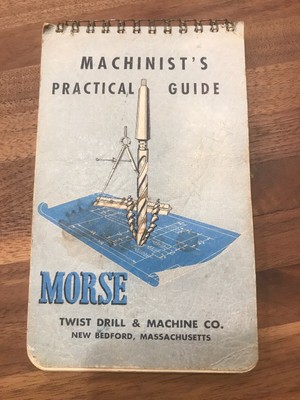 MACHINIST'S
PRACTICAL GUIDE
MORSE
TWIST DRILL & MACHINE CO.
NEW BEDFORD, MASSACHUSETTS